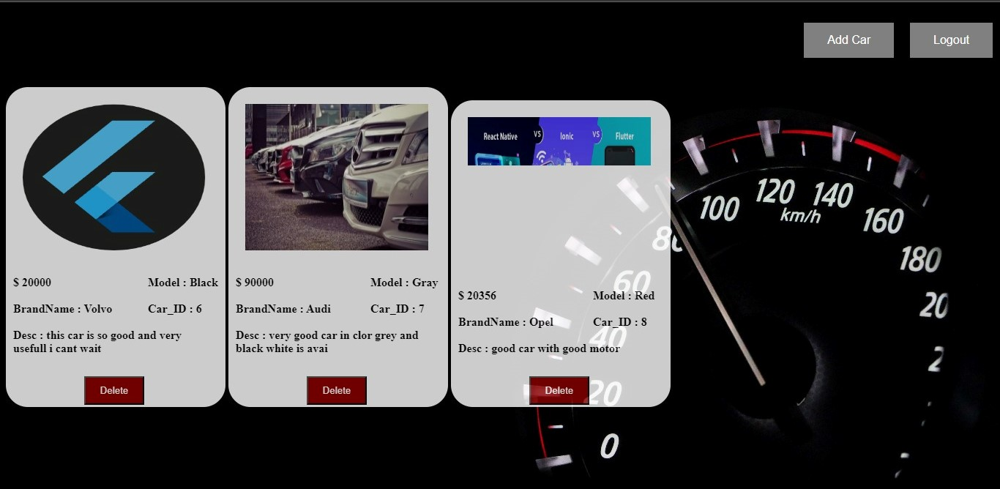 Add Car
Logout
React Native VS Ionic VS Flutter
$ 20000
Model : Black
BrandName : Volvo
Car_ID : 6
Desc : this car is so good and very
usefull i cant wait
Delete
$ 90000
Model : Gray
BrandName : Audi
Car_ID : 7
Desc : very good car in clor grey and
black white is avai
Delete
$ 20356
Model : Red
BrandName : Opel
Car_ID : 8
Desc : good car with good motor
Delete
0
20
40
60
80
100
120
140
km/h
160
180
20
2